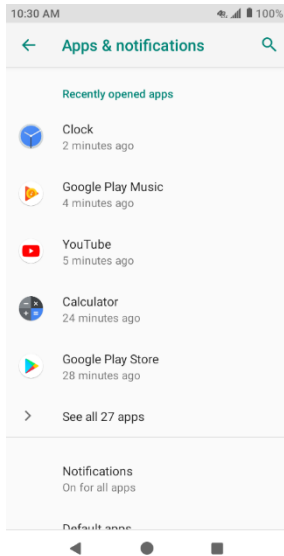 10:30 AM
100%
Apps & notifications
Recently opened apps
Clock
2 minutes ago
Google Play Music
4 minutes ago
YouTube
5 minutes ago
Calculator
24 minutes ago
Google Play Store
28 minutes ago
See all 27 apps
Notifications
On for all apps
Default apps